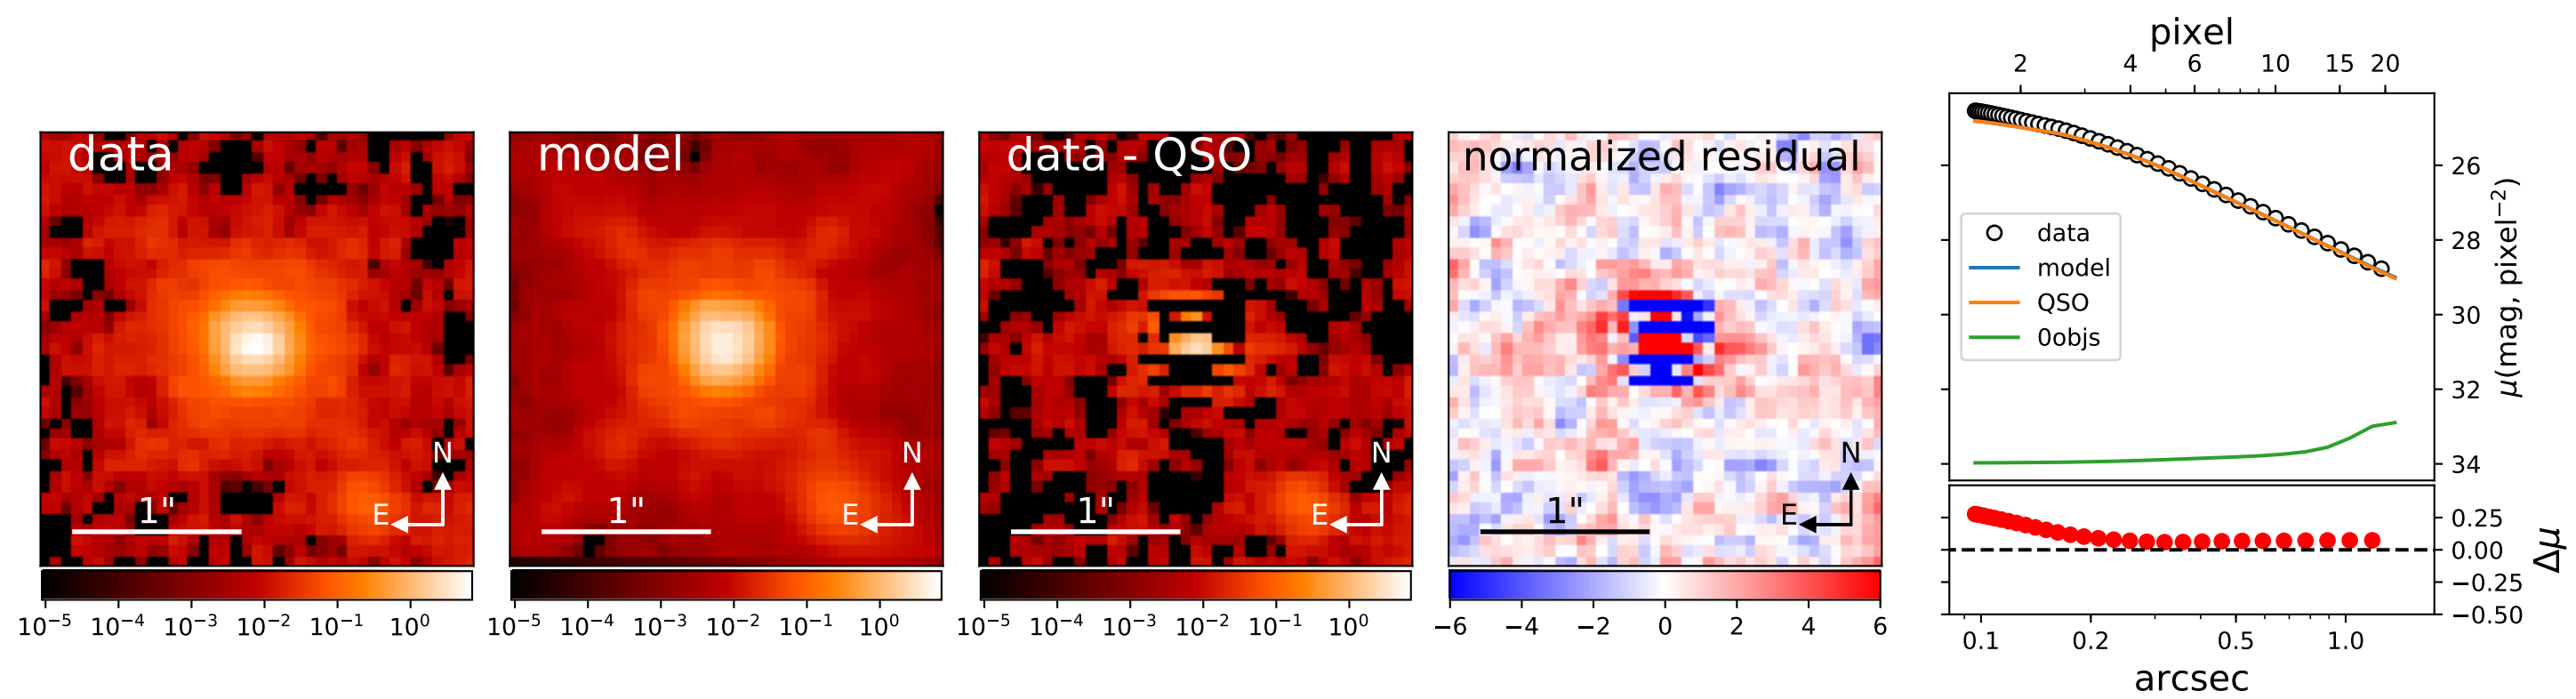 data
1"
N
E
10⁻⁵ 10⁻⁴ 10⁻³ 10⁻² 10⁻¹ 10⁰
model
1"
N
E
10⁻⁵ 10⁻⁴ 10⁻³ 10⁻² 10⁻¹ 10⁰
data - QSO
1"
N
E
10⁻⁵ 10⁻⁴ 10⁻³ 10⁻² 10⁻¹ 10⁰
normalized residual
1"
N
E
−6 −4 −2 0 2 4 6
pixel
2 4 6 10 15 20
data
model
QSO
0objs
26
28
30
32
34
μ(mag, pixel⁻²)
0.25
0.00
−0.25
−0.50
Δμ
0.1 0.2 0.5 1.0
arcsec